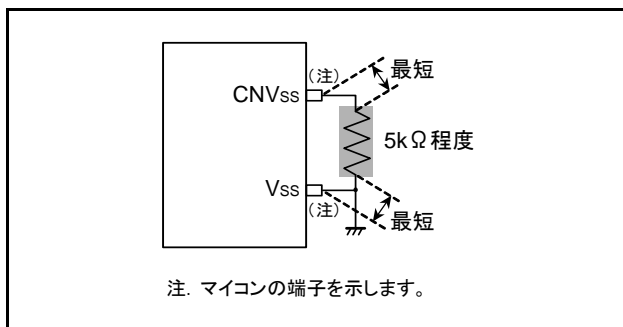 (注)
最短
CNVss
5kΩ程度
Vss
(注)
最短
注. マイコンの端子を示します。